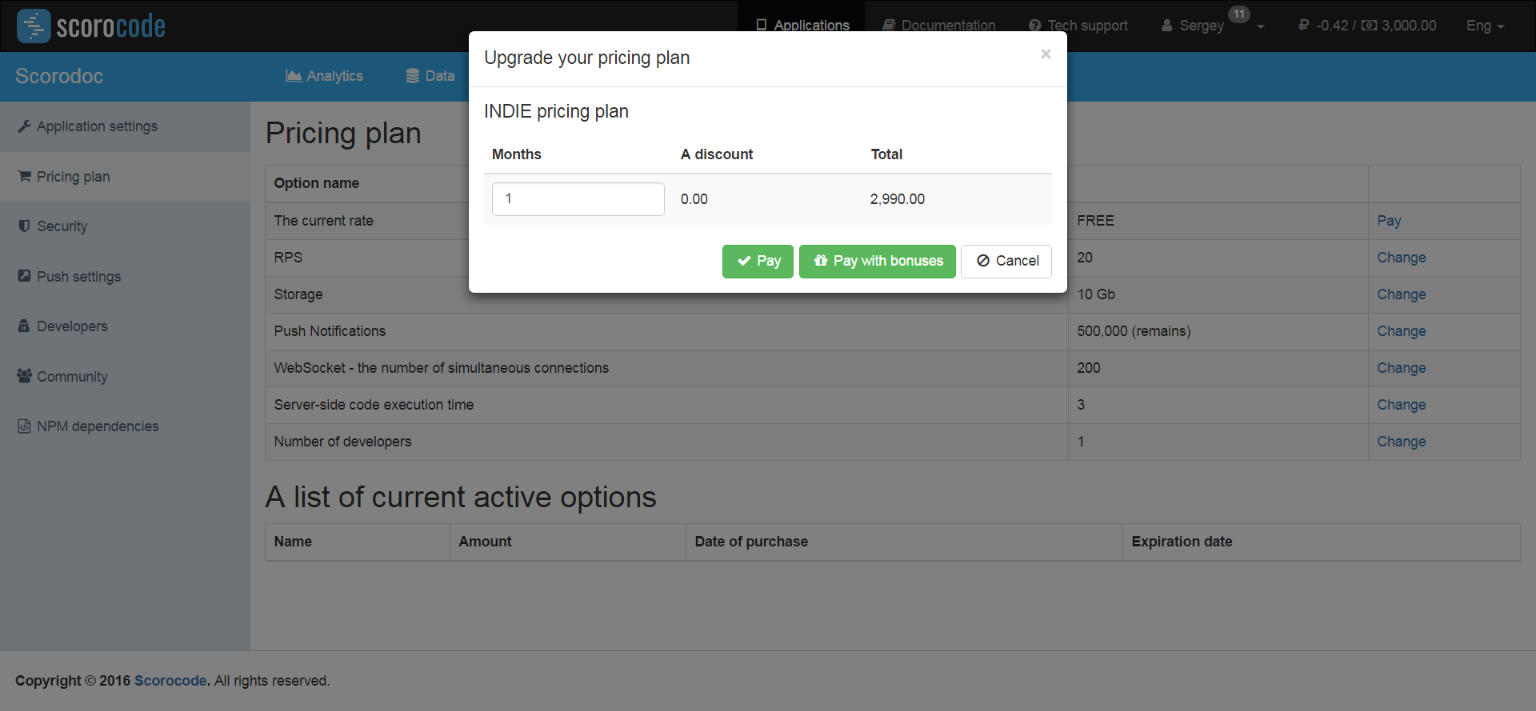 scorocode
Applications Documentation Tech support Sergey 11 -0.42 / 3,000.00 Eng
Scorodoc Analytics Data
Upgrade your pricing plan ×
INDIE pricing plan
Months A discount Total
1 0.00 2,990.00
Pay Pay with bonuses Cancel
Application settings
Pricing plan
Security
Push settings
Developers
Community
NPM dependencies
Pricing plan
Option name
The current rate FREE Pay
RPS 20 Change
Storage 10 Gb Change
Push Notifications 500,000 (remains) Change
WebSocket - the number of simultaneous connections 200 Change
Server-side code execution time 3 Change
Number of developers 1 Change
A list of current active options
Name Amount Date of purchase Expiration date
Copyright © 2016 Scorocode. All rights reserved.